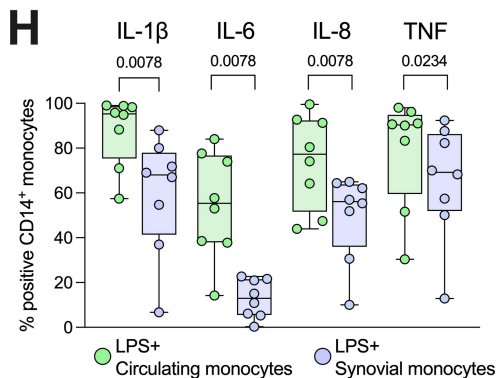 H
IL-1β IL-6 IL-8 TNF
0.0078 0.0078 0.0078 0.0234
% positive CD14⁺ monocytes
100
80
60
40
20
0
LPS+ LPS+
Circulating monocytes Synovial monocytes